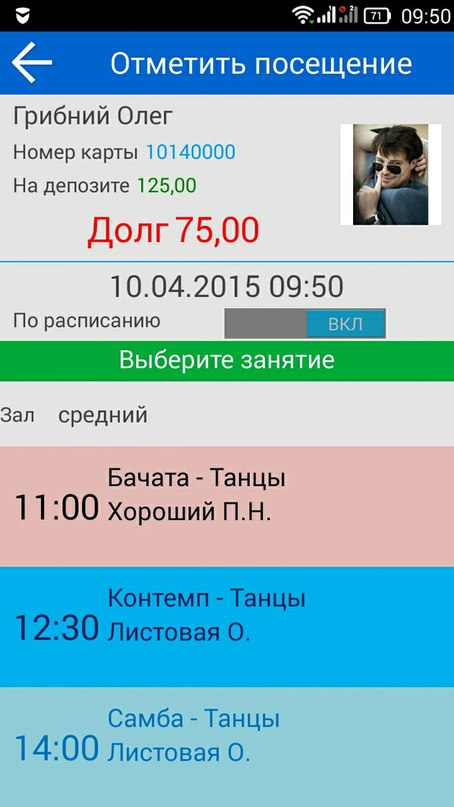 71 09:50
Отметить посещение
Грибний Олег
Номер карты 10140000
На депозите 125,00
Долг 75,00
10.04.2015 09:50
По расписанию ВКЛ
Выберите занятие
Зал средний
Бачата - Танцы
11:00 Хороший П.Н.
Контемп - Танцы
12:30 Листовая О.
Самба - Танцы
14:00 Листовая О.